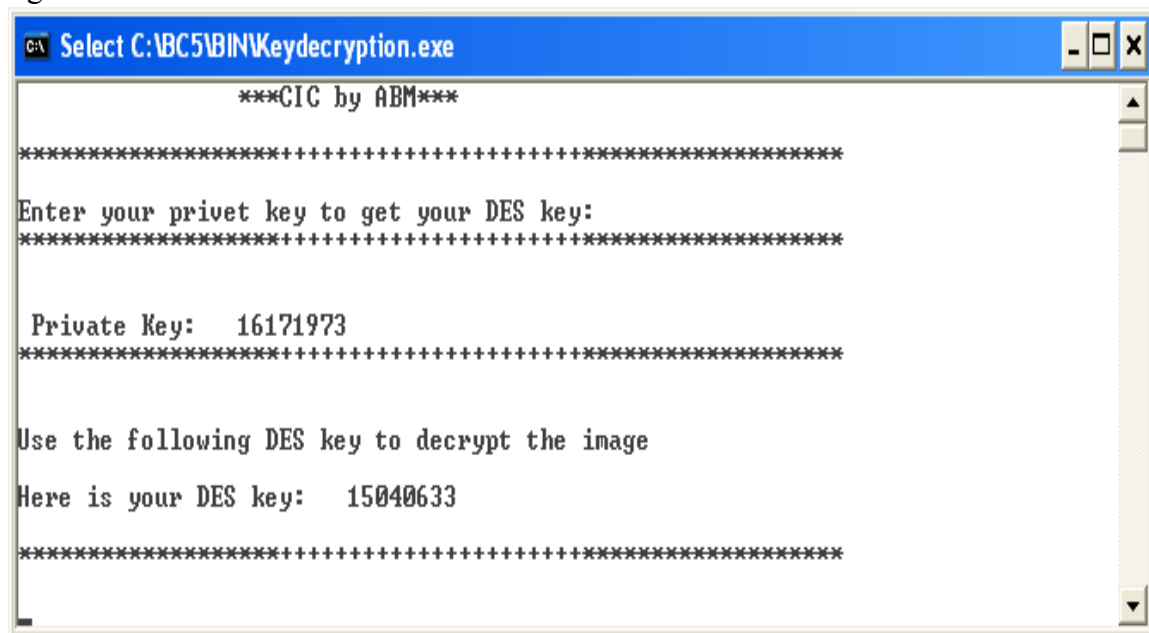 Select C:\BC5\BIN\Keydecryption.exe
***CIC by ABM***
*******************++++++++++++++++++++++*******************
Enter your privet key to get your DES key:
*******************++++++++++++++++++++++*******************
Private Key: 16171973
*******************++++++++++++++++++++++*******************
Use the following DES key to decrypt the image
Here is your DES key: 15040633
*******************++++++++++++++++++++++*******************